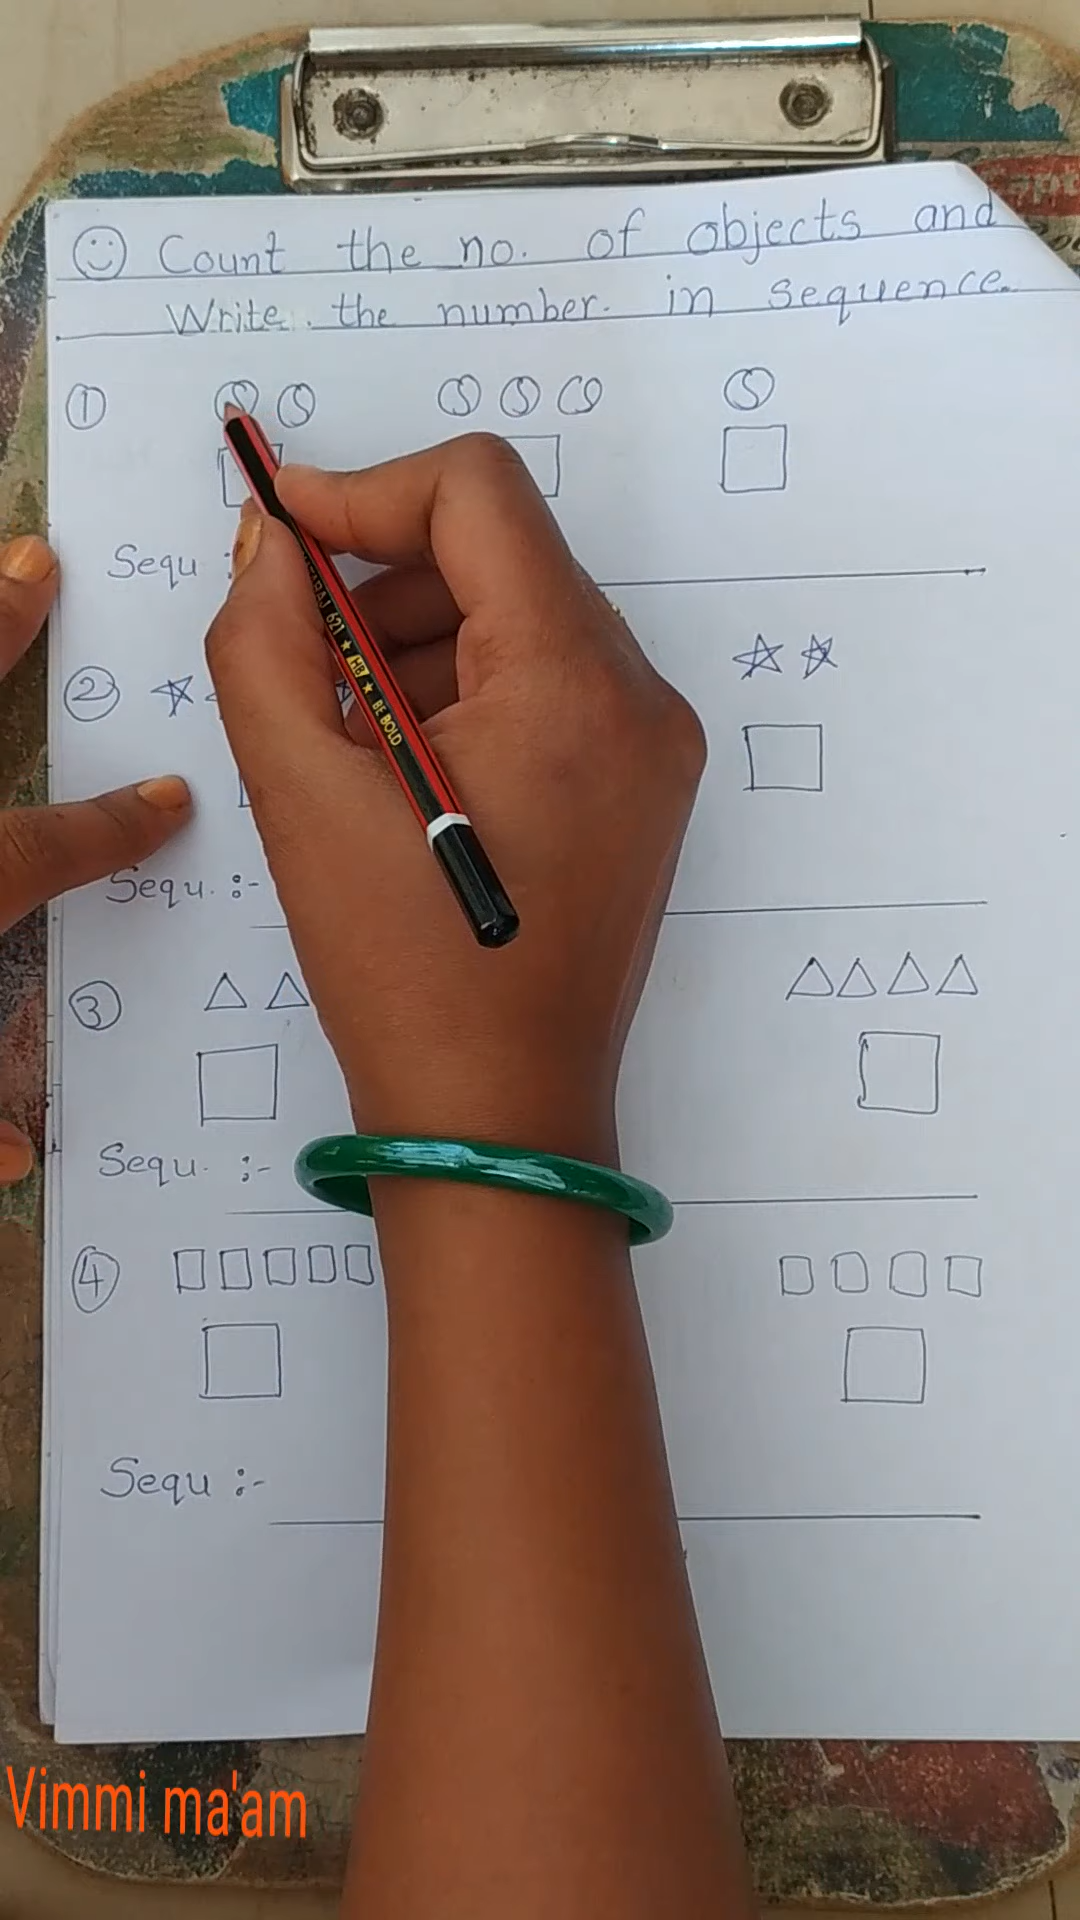 Count the no. of objects and
Write. the number. in sequence.
1
Sequ :
2
Sequ. :-
3
Sequ. :-
4
Sequ :-
621 ★ HB ★ BE BOLD
Vimmi ma'am